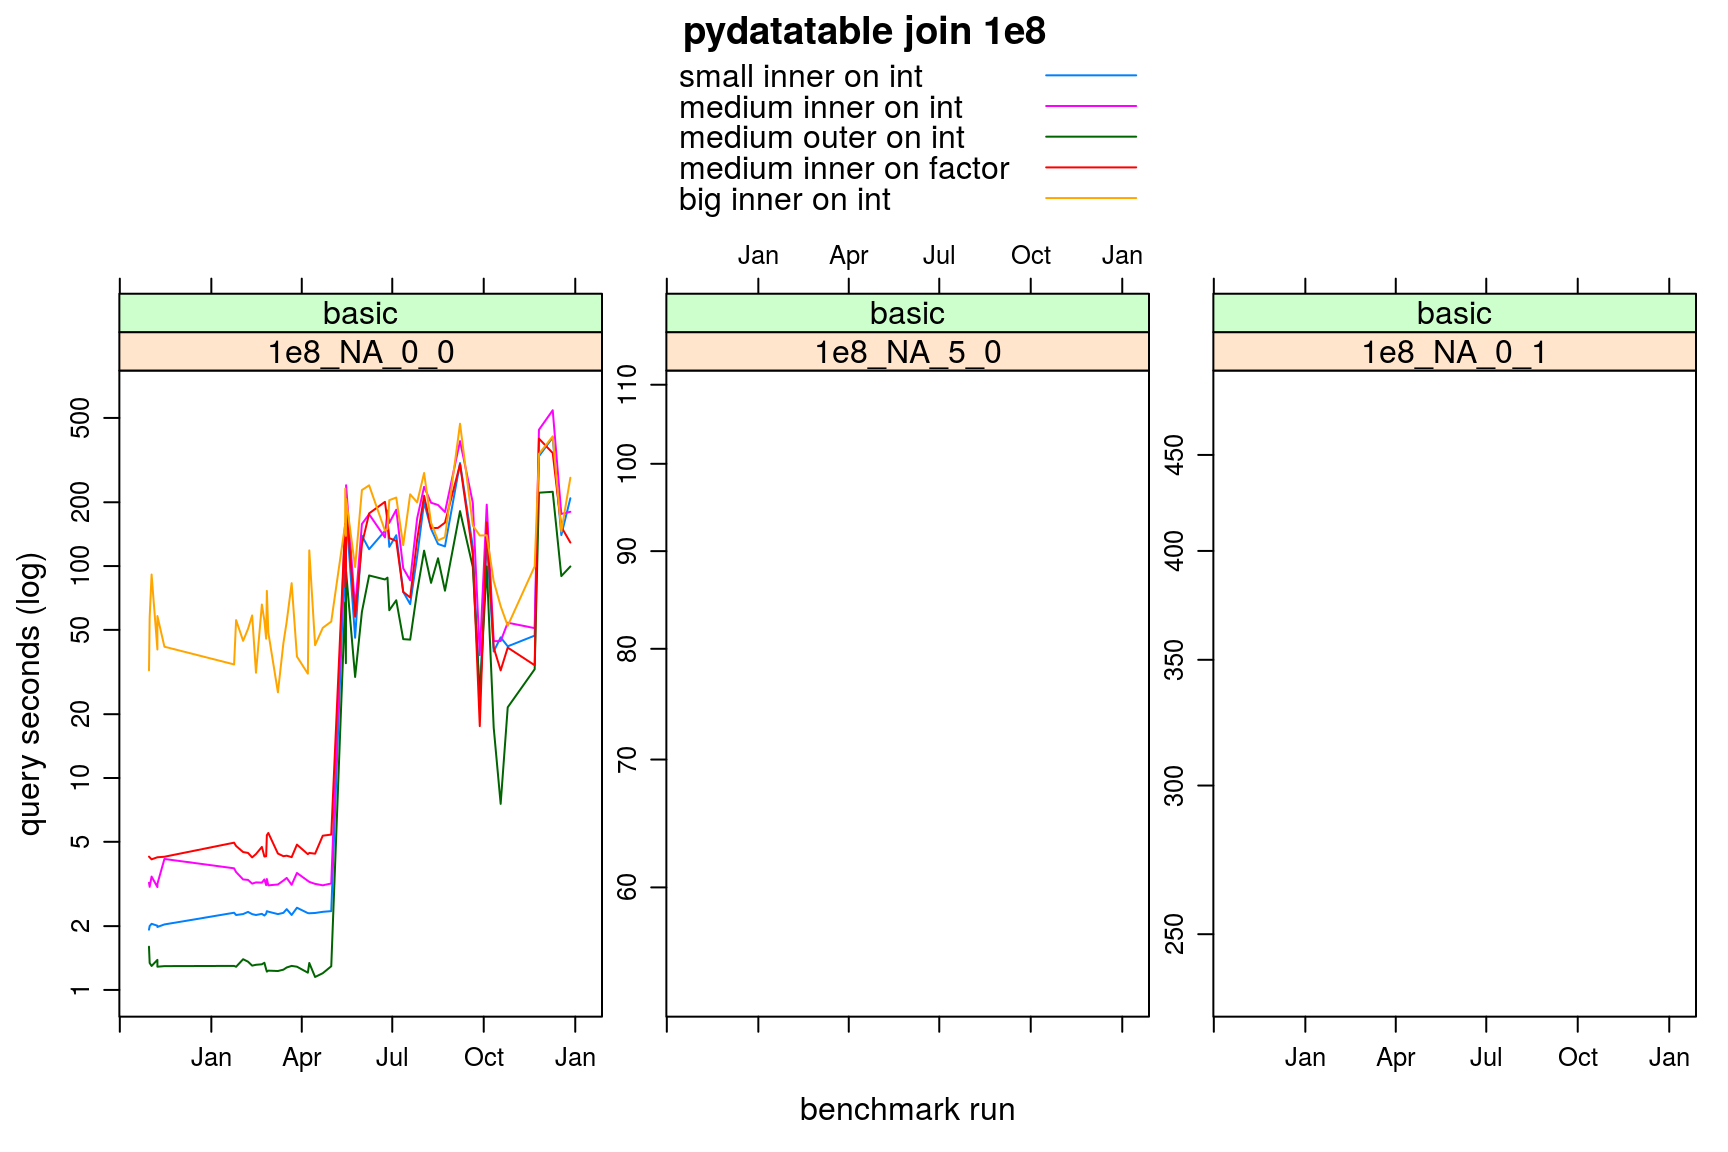 pydatatable join 1e8
small inner on int
medium inner on int
medium outer on int
medium inner on factor
big inner on int
Jan Apr Jul Oct Jan
basic basic basic
1e8_NA_0_0 1e8_NA_5_0 1e8_NA_0_1
query seconds (log)
500
200
100
50
20
10
5
2
1
110
100
90
80
70
60
450
400
350
300
250
Jan Apr Jul Oct Jan
Jan Apr Jul Oct Jan
benchmark run